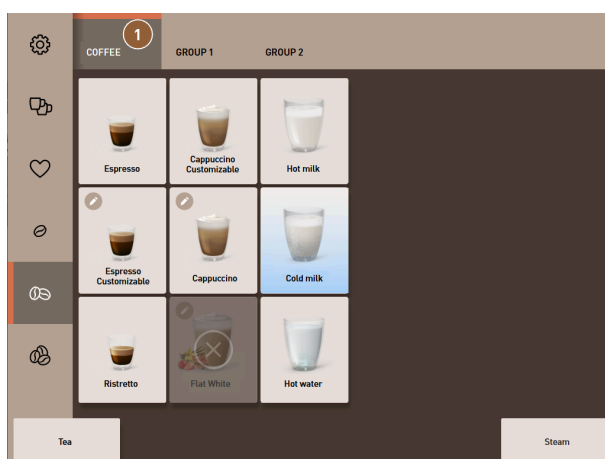 1
COFFEE
GROUP 1
GROUP 2
Espresso
Cappuccino
Customizable
Hot milk
Espresso
Customizable
Cappuccino
Cold milk
Ristretto
Flat White
Hot water
Tea
Steam